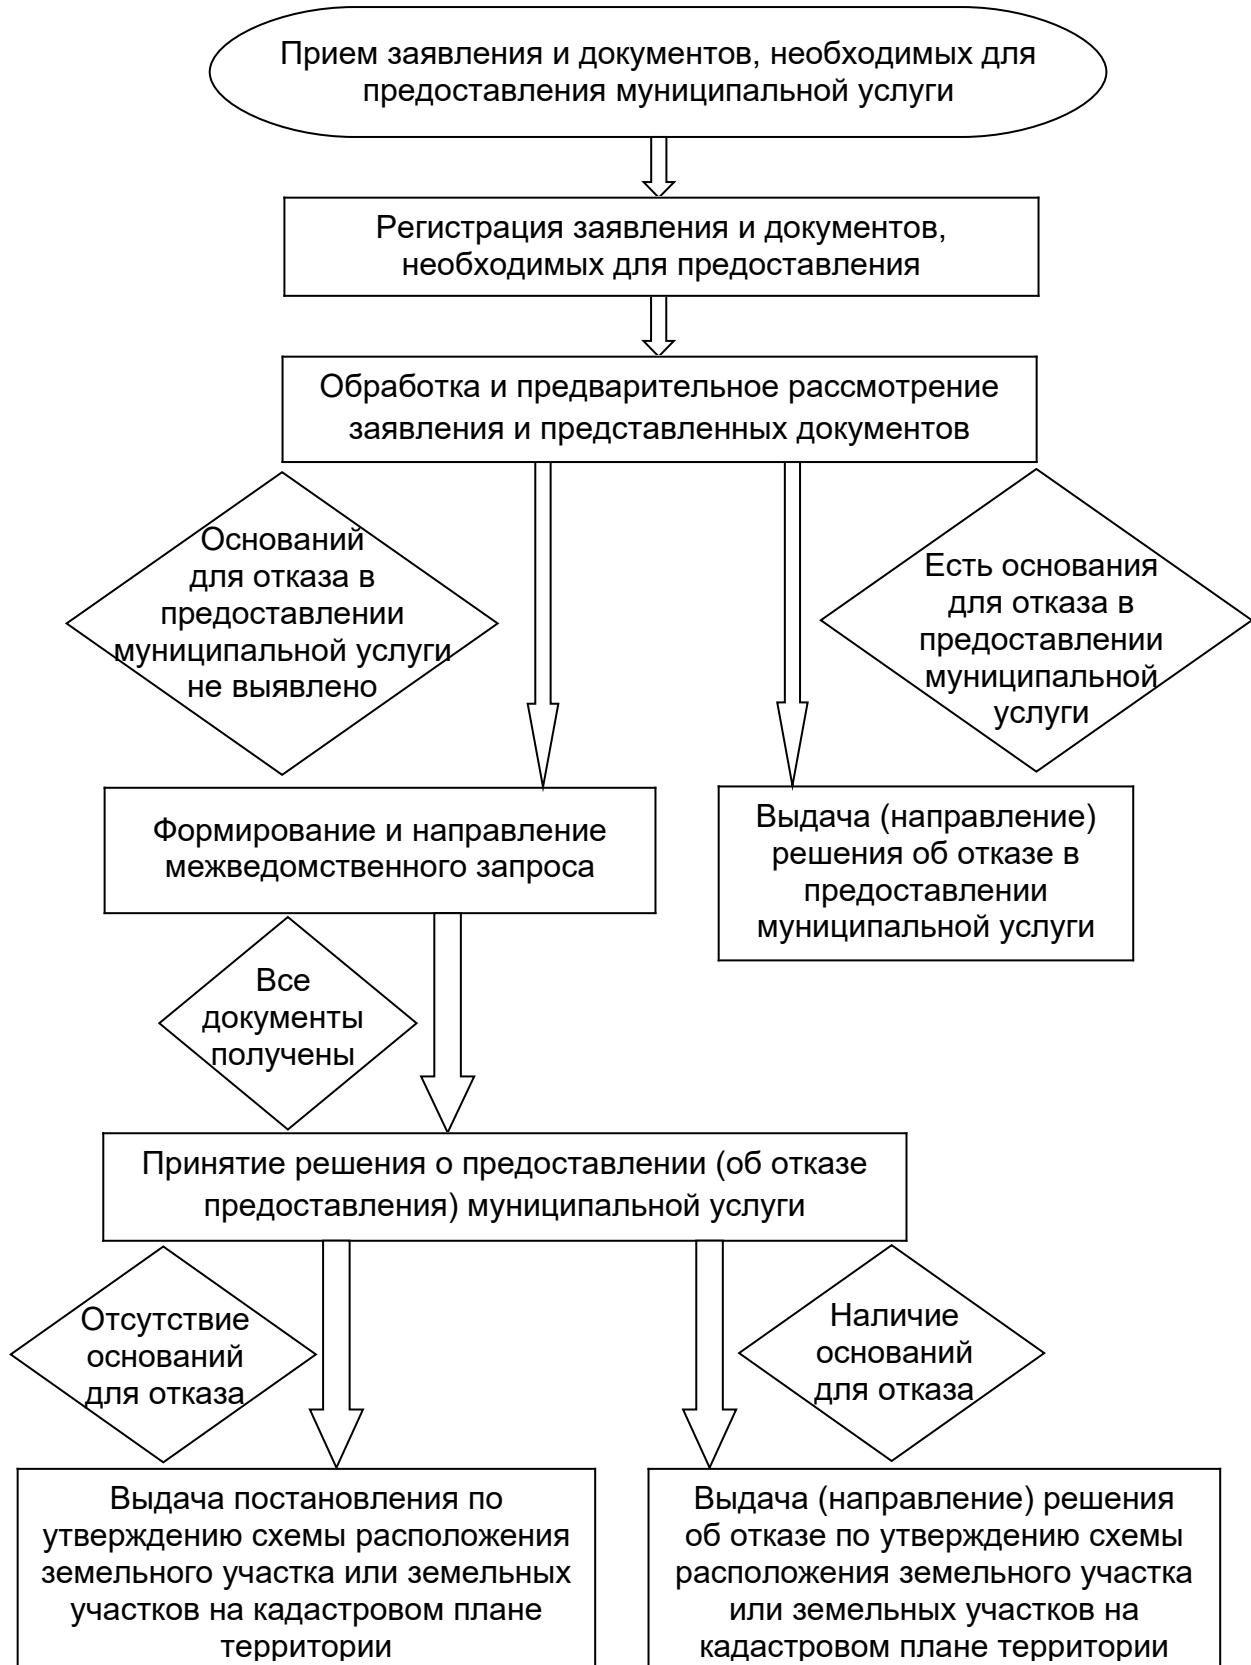 Прием заявления и документов, необходимых для
предоставления муниципальной услуги
Регистрация заявления и документов,
необходимых для предоставления
Обработка и предварительное рассмотрение
заявления и представленных документов
Оснований
для отказа в
предоставлении
муниципальной услуги
не выявлено
Есть основания
для отказа в
предоставлении
муниципальной
услуги
Формирование и направление
межведомственного запроса
Выдача (направление)
решения об отказе в
предоставлении
муниципальной услуги
Все
документы
получены
Принятие решения о предоставлении (об отказе
предоставления) муниципальной услуги
Отсутствие
оснований
для отказа
Наличие
оснований
для отказа
Выдача постановления по
утверждению схемы расположения
земельного участка или земельных
участков на кадастровом плане
территории
Выдача (направление) решения
об отказе по утверждению схемы
расположения земельного участка
или земельных участков на
кадастровом плане территории